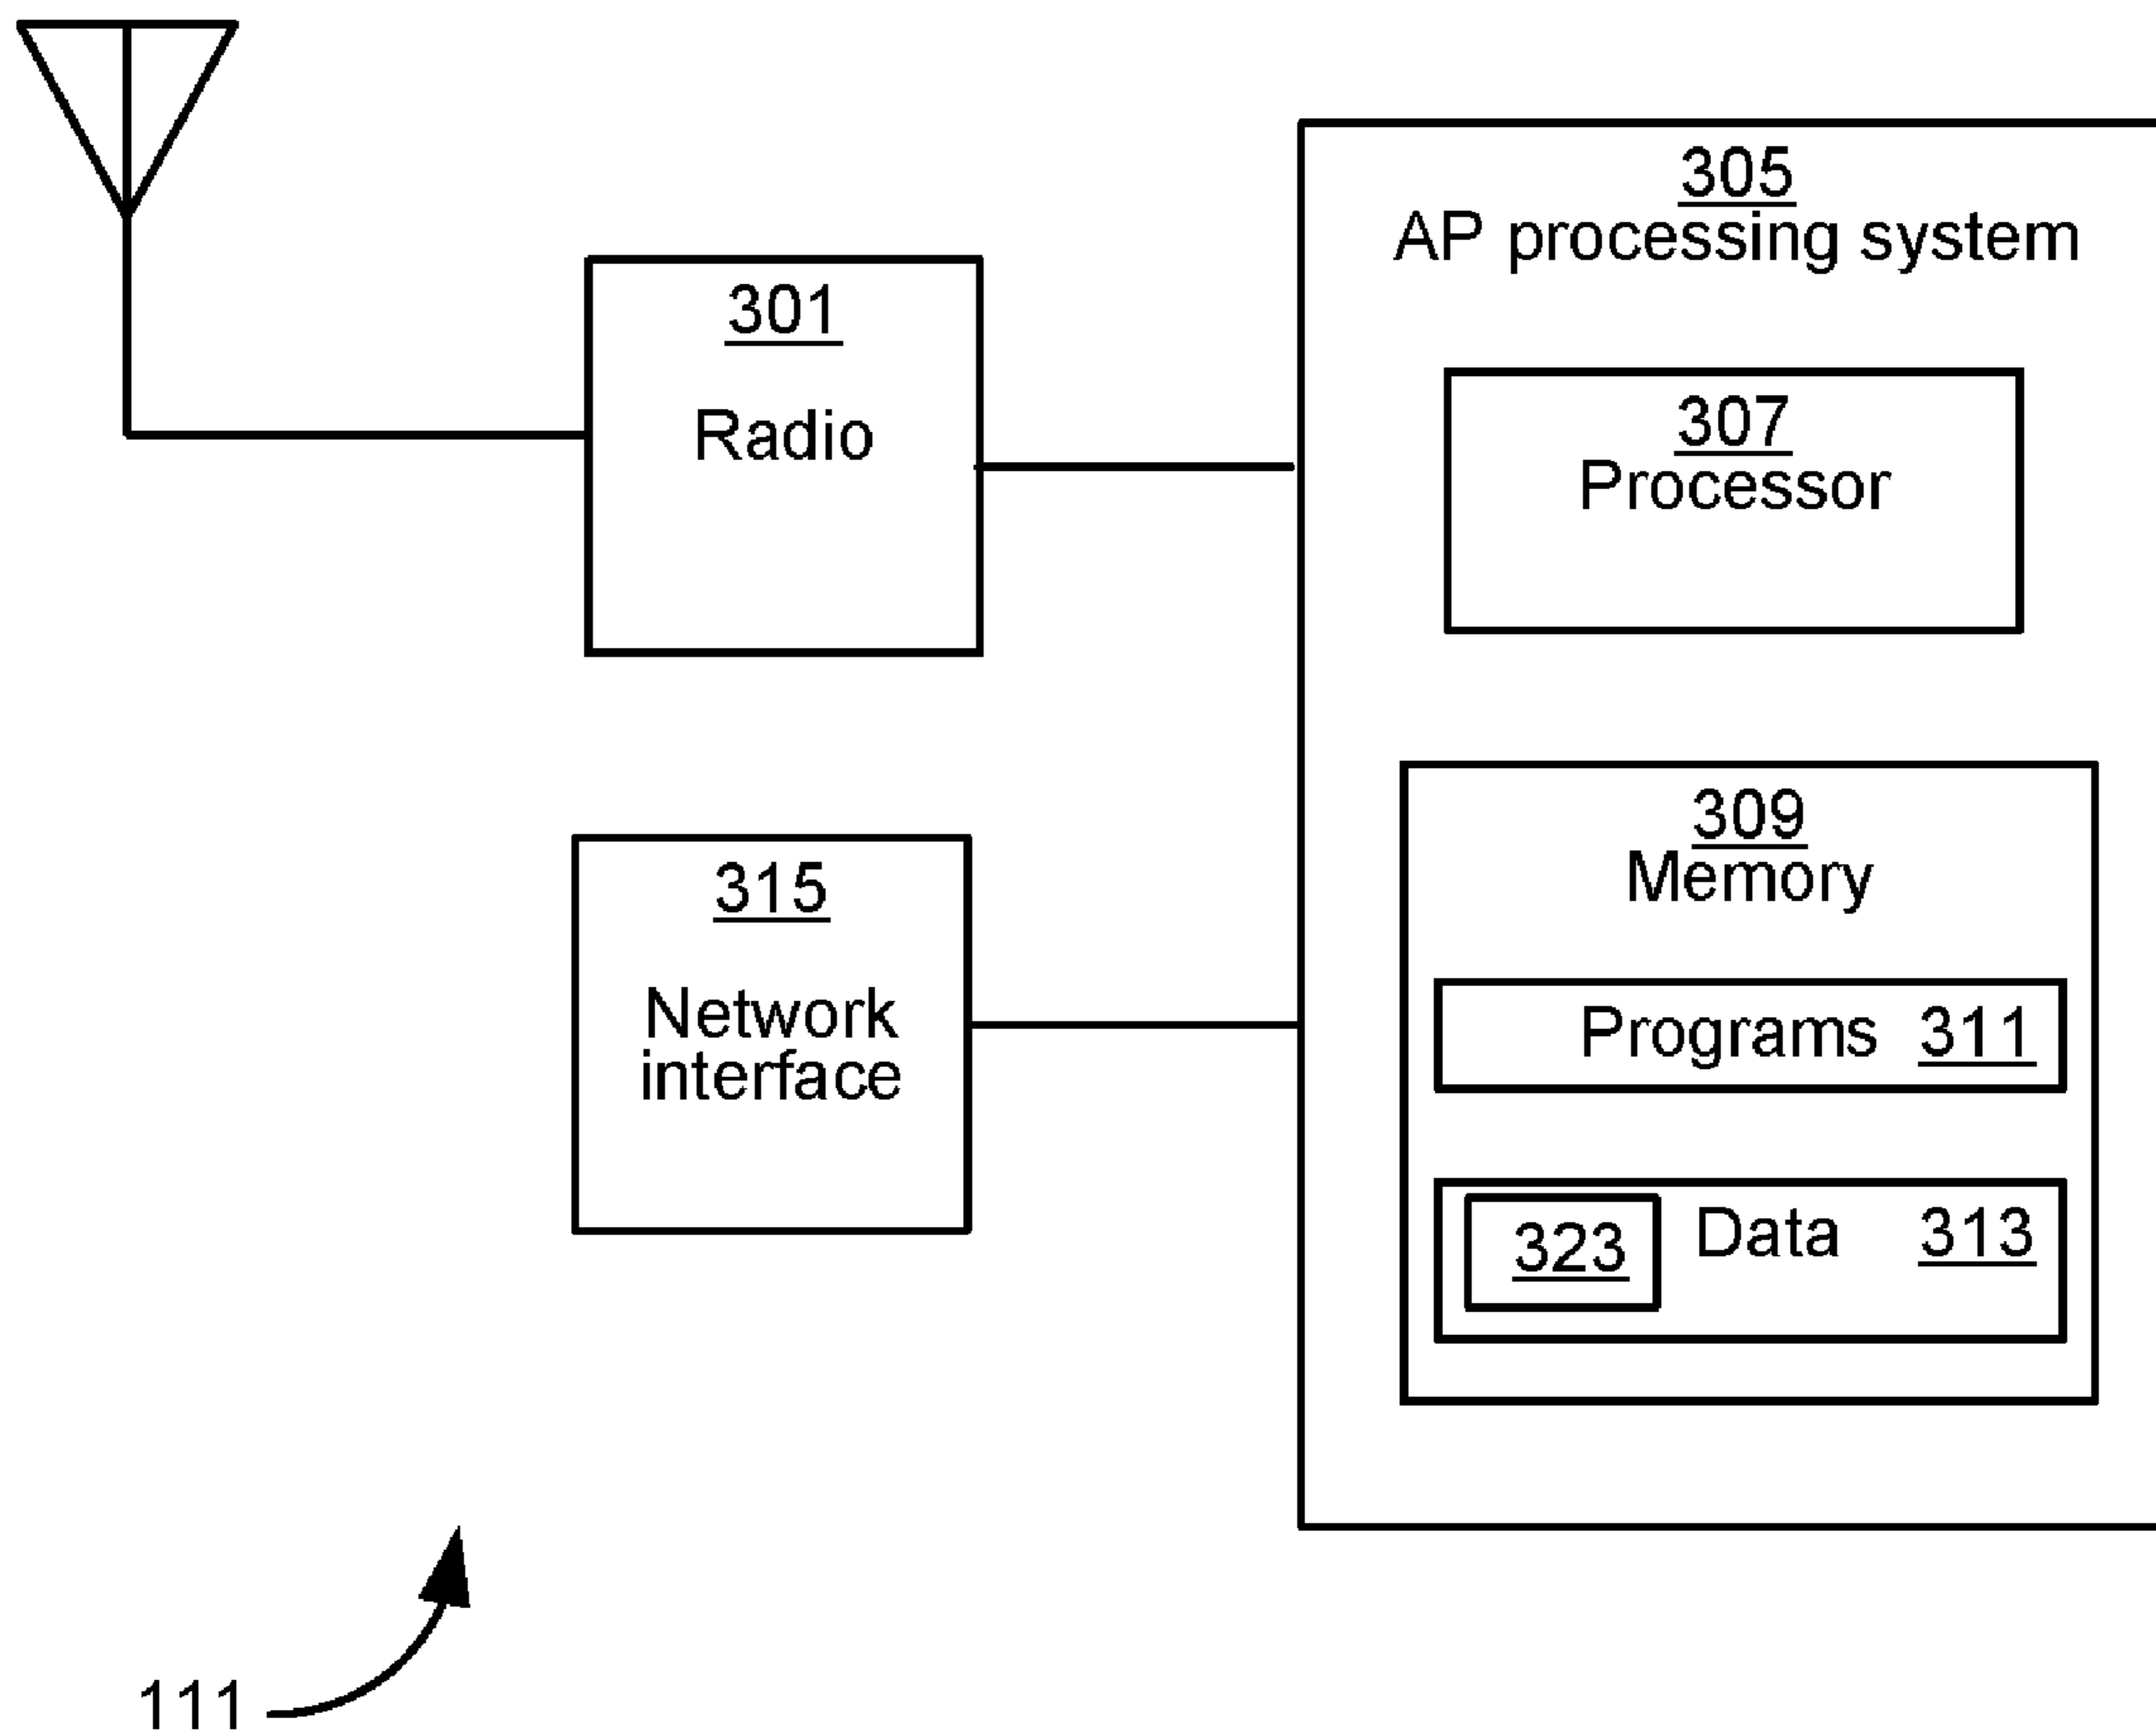 305
AP processing system
301
Radio
307
Processor
309
Memory
315
Network
interface
Programs 311
323 Data 313
111